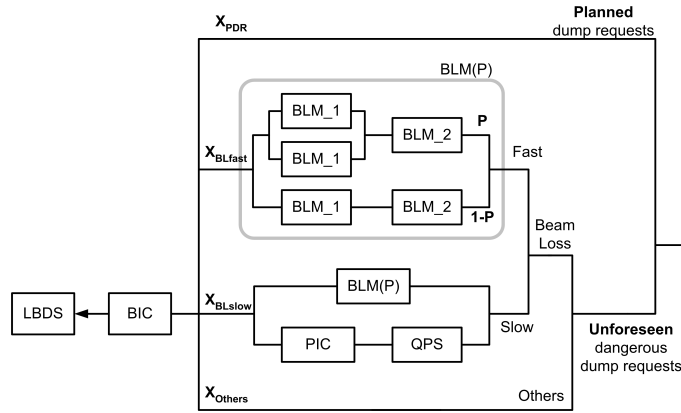 X_PDR
Planned
dump requests
BLM(P)
BLM_1
BLM_2
P
BLM_1
X_BLfast
Fast
BLM_1
BLM_2
1-P
Beam
Loss
BLM(P)
LBDS
BIC
X_BLslow
Slow
PIC
QPS
Unforeseen
dangerous
dump requests
X_Others
Others